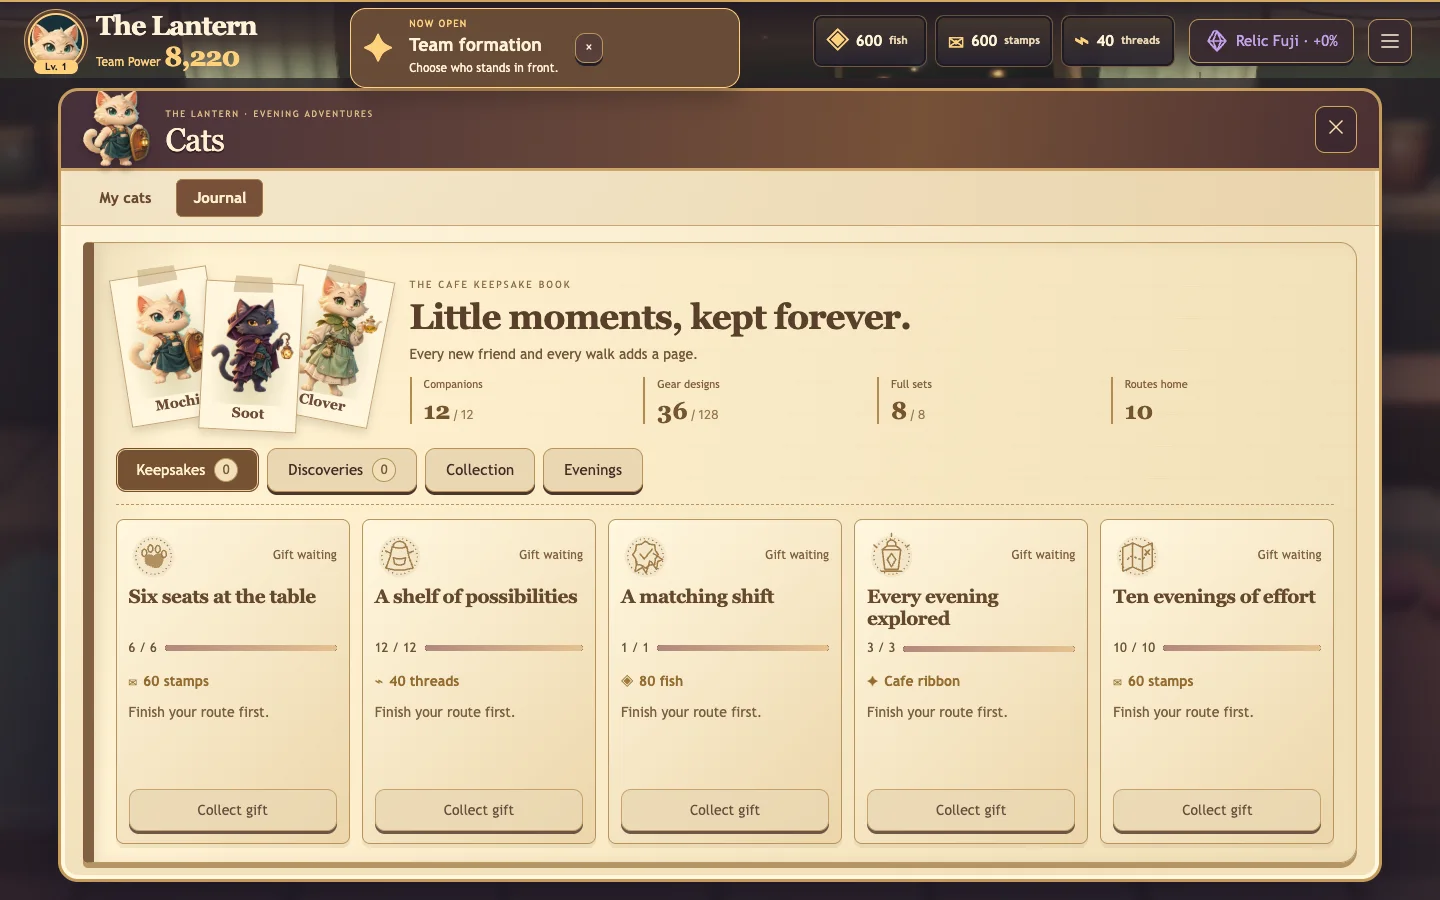 The Lantern
Team Power 8,220
Lv. 1
NOW OPEN
Team formation
Choose who stands in front.
×
600 fish
600 stamps
40 threads
Relic Fuji · +0%
THE LANTERN · EVENING ADVENTURES
Cats
My cats
Journal
Mochi
Soot
Clover
THE CAFE KEEPSAKE BOOK
Little moments, kept forever.
Every new friend and every walk adds a page.
Companions
12 / 12
Gear designs
36 / 128
Full sets
8 / 8
Routes home
10
Keepsakes 0
Discoveries 0
Collection
Evenings
Gift waiting
Six seats at the table
6 / 6
60 stamps
Finish your route first.
Collect gift
Gift waiting
A shelf of possibilities
12 / 12
40 threads
Finish your route first.
Collect gift
Gift waiting
A matching shift
1 / 1
80 fish
Finish your route first.
Collect gift
Gift waiting
Every evening
explored
3 / 3
Cafe ribbon
Finish your route first.
Collect gift
Gift waiting
Ten evenings of effort
10 / 10
60 stamps
Finish your route first.
Collect gift